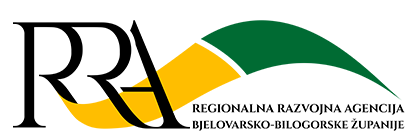 RRA
REGIONALNA RAZVOJNA AGENCIJA
BJELOVARSKO-BILOGORSKE ŽUPANIJE